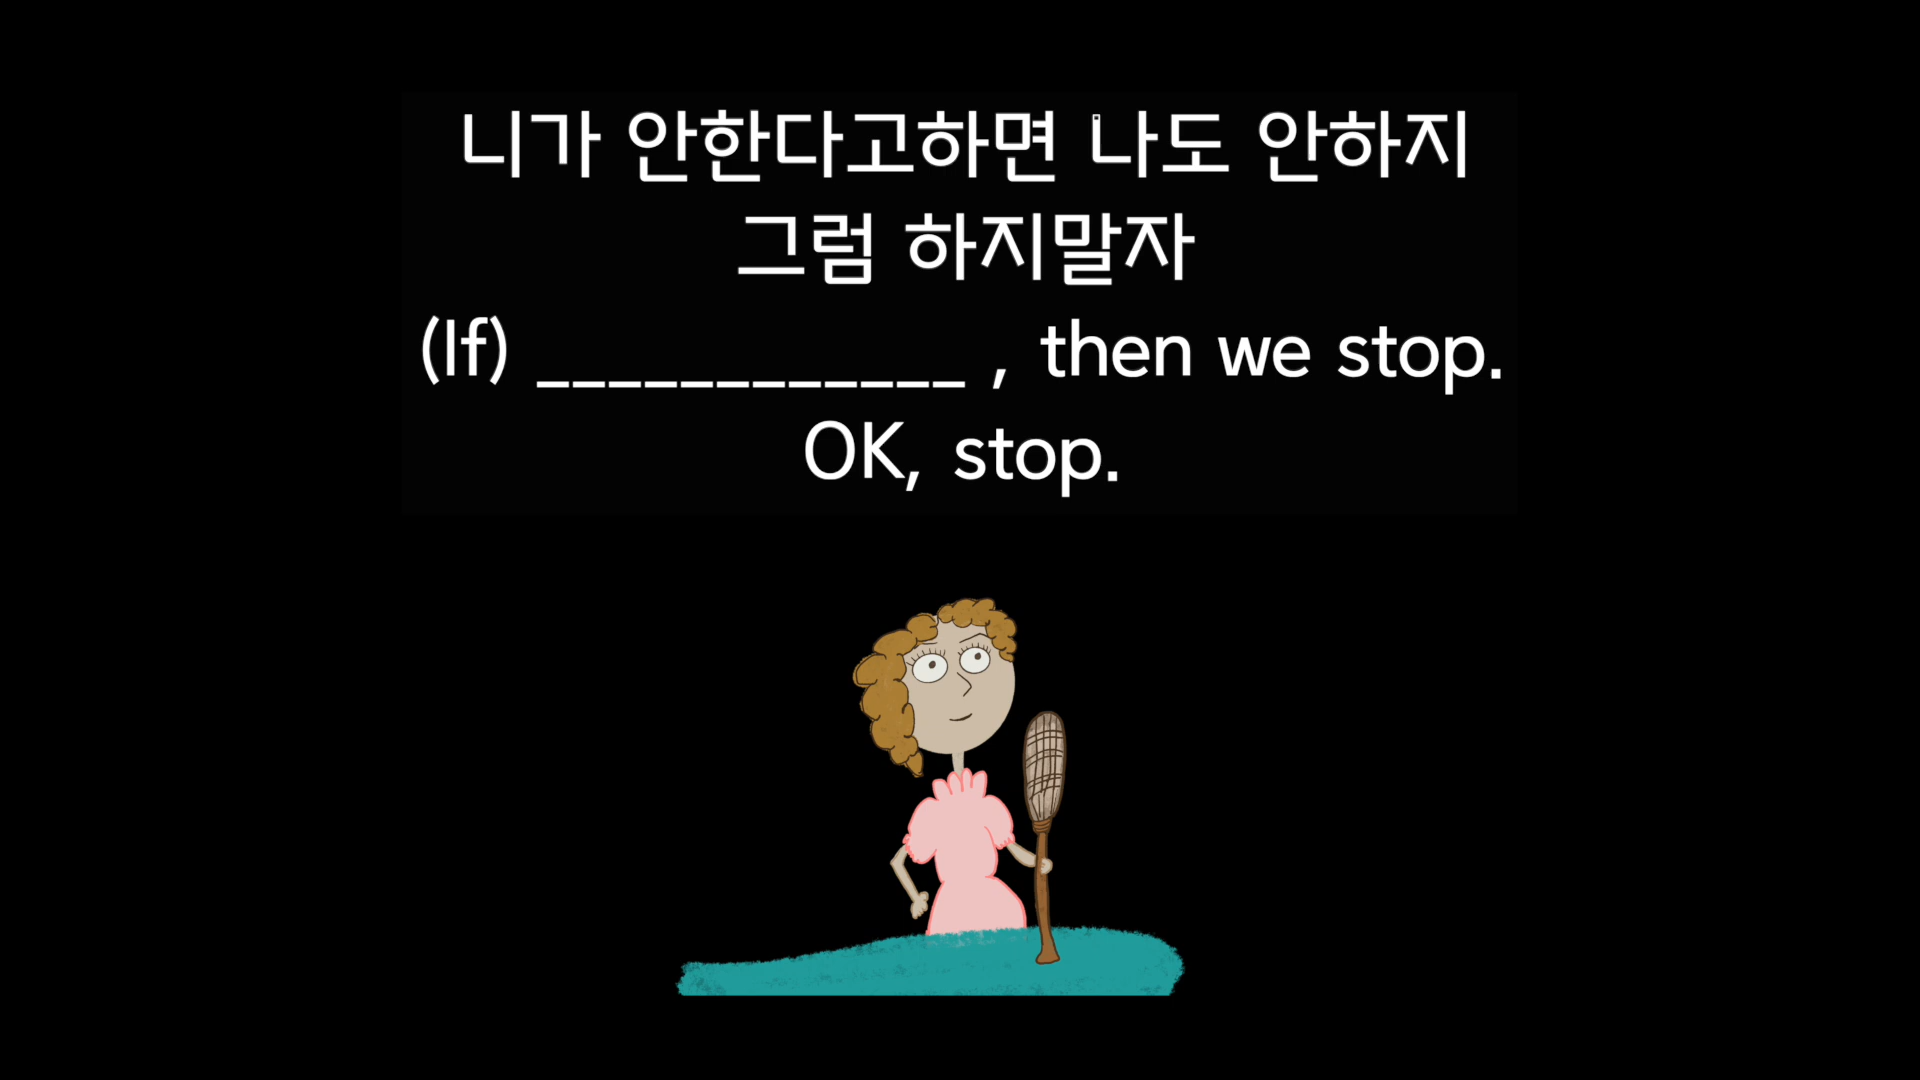 니가 안한다고하면 나도 안하지
그럼 하지말자
(If) ____________ , then we stop.
OK, stop.